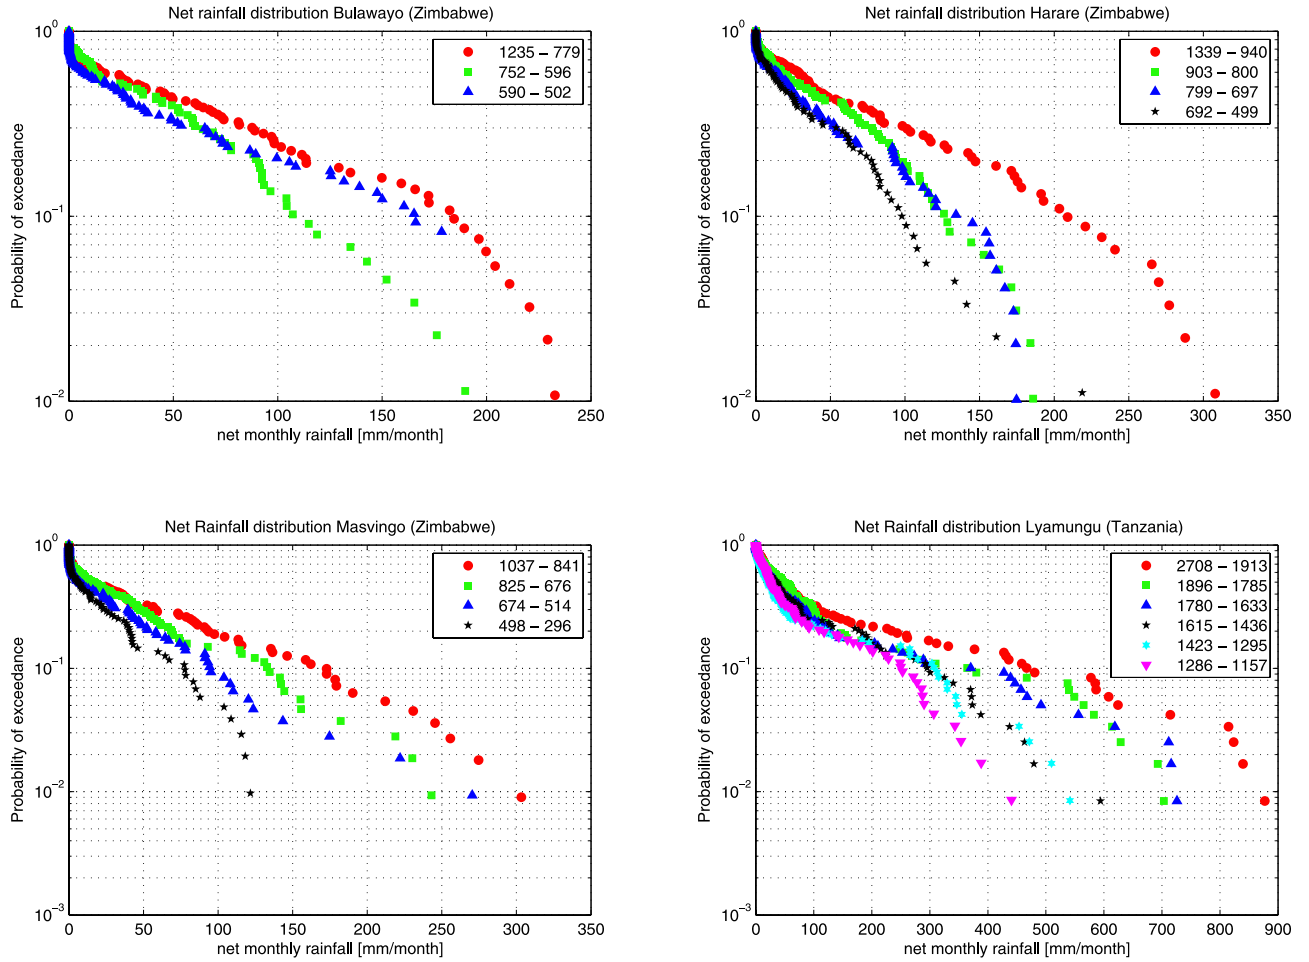 Net rainfall distribution Bulawayo (Zimbabwe)
10^0
10^−1
10^−2
Probability of exceedance
1235 − 779
752 − 596
590 − 502
0 50 100 150 200 250
net monthly rainfall [mm/month]
Net rainfall distribution Harare (Zimbabwe)
10^0
10^−1
10^−2
Probability of exceedance
1339 − 940
903 − 800
799 − 697
692 − 499
0 50 100 150 200 250 300 350
net monthly rainfall [mm/month]
Net Rainfall distribution Masvingo (Zimbabwe)
10^0
10^−1
10^−2
10^−3
Probability of exceedance
1037 − 841
825 − 676
674 − 514
498 − 296
0 50 100 150 200 250 300 350
net monthly rainfall [mm/month]
Net Rainfall distribution Lyamungu (Tanzania)
10^0
10^−1
10^−2
10^−3
Probability of exceedance
2708 − 1913
1896 − 1785
1780 − 1633
1615 − 1436
1423 − 1295
1286 − 1157
0 100 200 300 400 500 600 700 800 900
net monthly rainfall [mm/month]